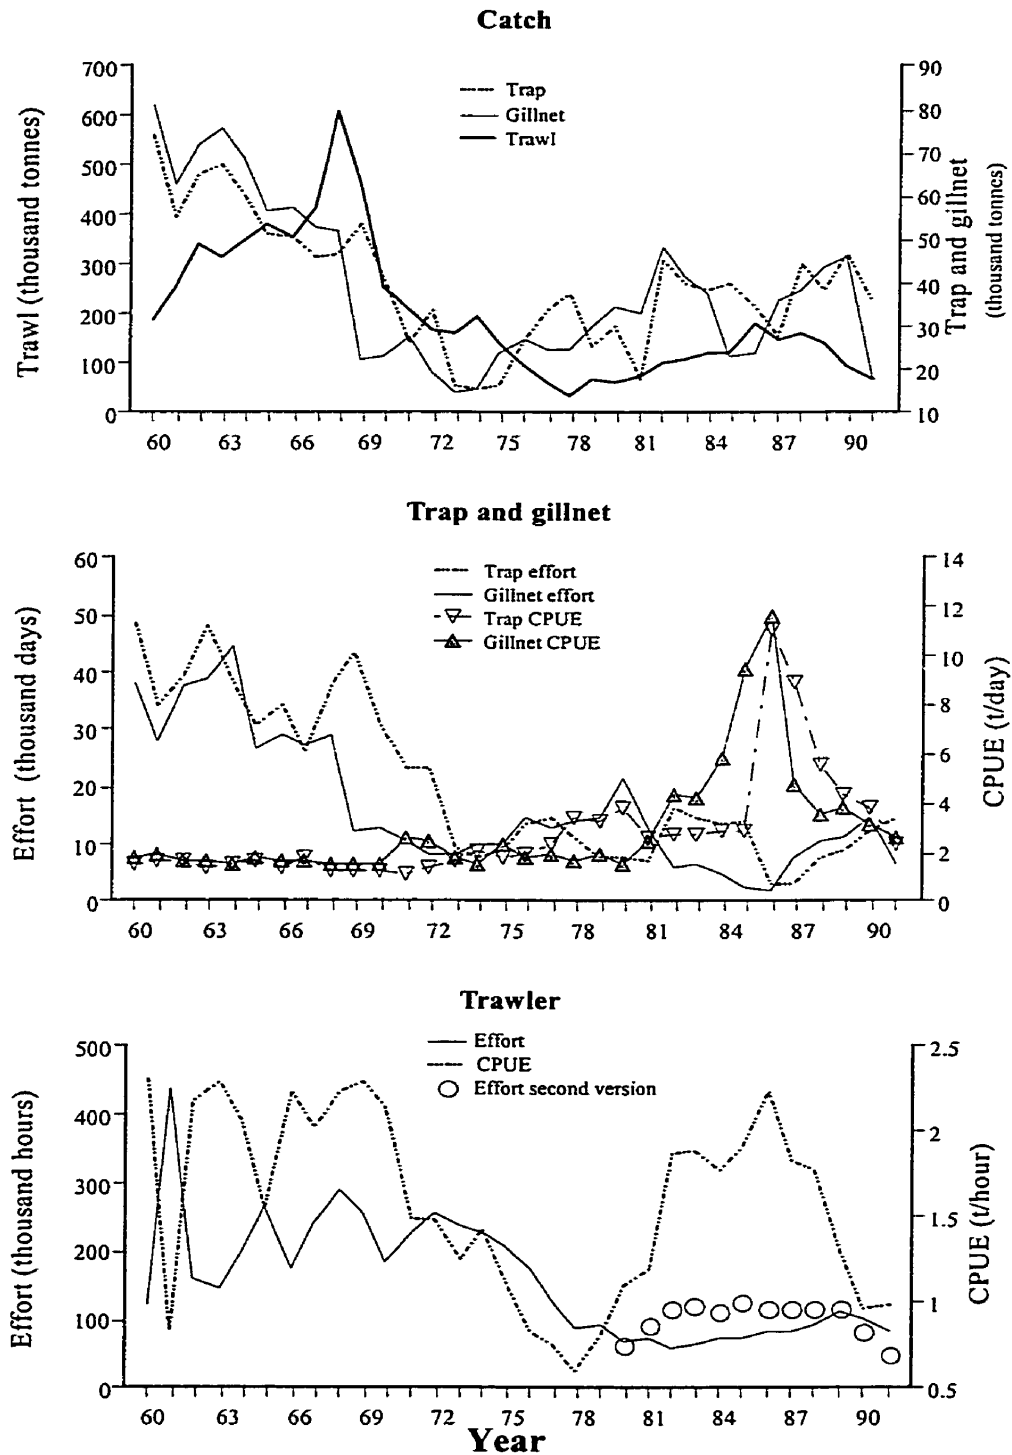 Catch
Trap
Gillnet
Trawl
Trawl (thousand tonnes)
700
600
500
400
300
200
100
0
Trap and gillnet
(thousand tonnes)
90
80
70
60
50
40
30
20
10
60 63 66 69 72 75 78 81 84 87 90
Trap and gillnet
Trap effort
Gillnet effort
Trap CPUE
Gillnet CPUE
Effort (thousand days)
60
50
40
30
20
10
0
CPUE (t/day)
14
12
10
8
6
4
2
0
60 63 66 69 72 75 78 81 84 87 90
Trawler
Effort
CPUE
Effort second version
Effort (thousand hours)
500
400
300
200
100
0
CPUE (t/hour)
2.5
2
1.5
1
0.5
60 63 66 69 72 75 78 81 84 87 90
Year